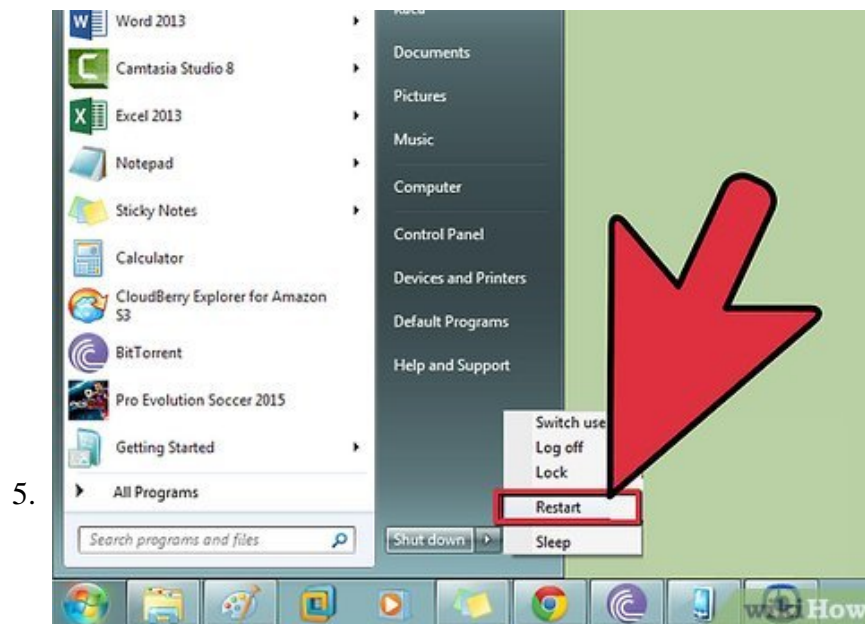 Word 2013
Camtasia Studio 8
Excel 2013
Notepad
Sticky Notes
Calculator
CloudBerry Explorer for Amazon
S3
BitTorrent
Pro Evolution Soccer 2015
Getting Started
All Programs
Search programs and files
Documents
Pictures
Music
Computer
Control Panel
Devices and Printers
Default Programs
Help and Support
Shut down
Switch use
Log off
Lock
Restart
Sleep
5.
wikiHow